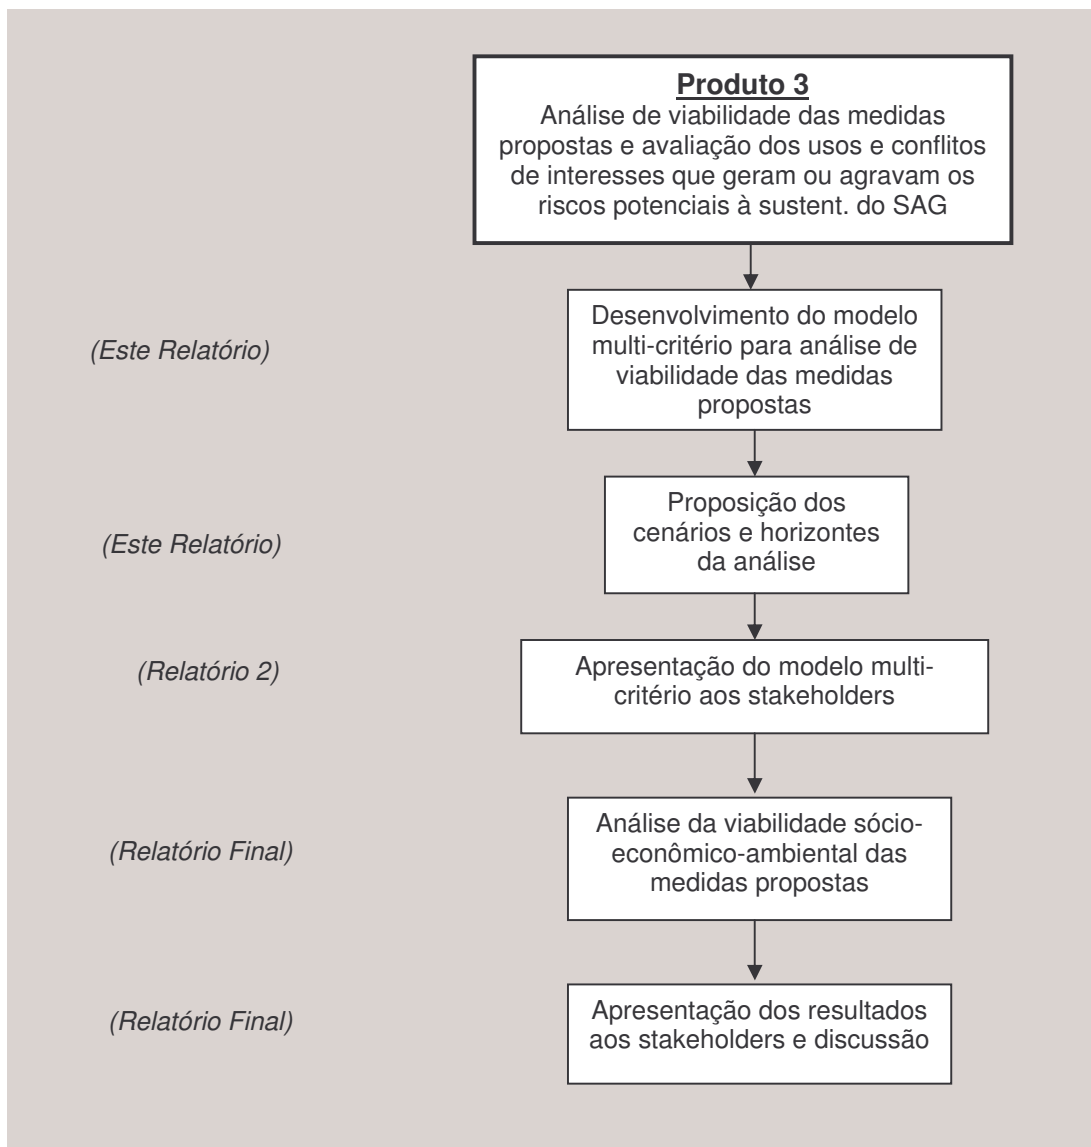 Produto 3
Análise de viabilidade das medidas
propostas e avaliação dos usos e conflitos
de interesses que geram ou agravam os
riscos potenciais à sustent. do SAG
(Este Relatório)
Desenvolvimento do modelo
multi-critério para análise de
viabilidade das medidas
propostas
(Este Relatório)
Proposição dos
cenários e horizontes
da análise
(Relatório 2)
Apresentação do modelo multi-
critério aos stakeholders
(Relatório Final)
Análise da viabilidade sócio-
econômico-ambiental das
medidas propostas
(Relatório Final)
Apresentação dos resultados
aos stakeholders e discussão